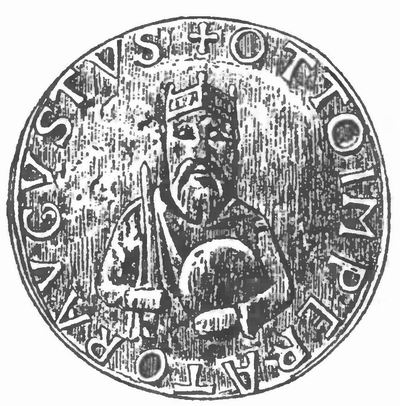 + OTTO IMPERATOR AVGVSTVS